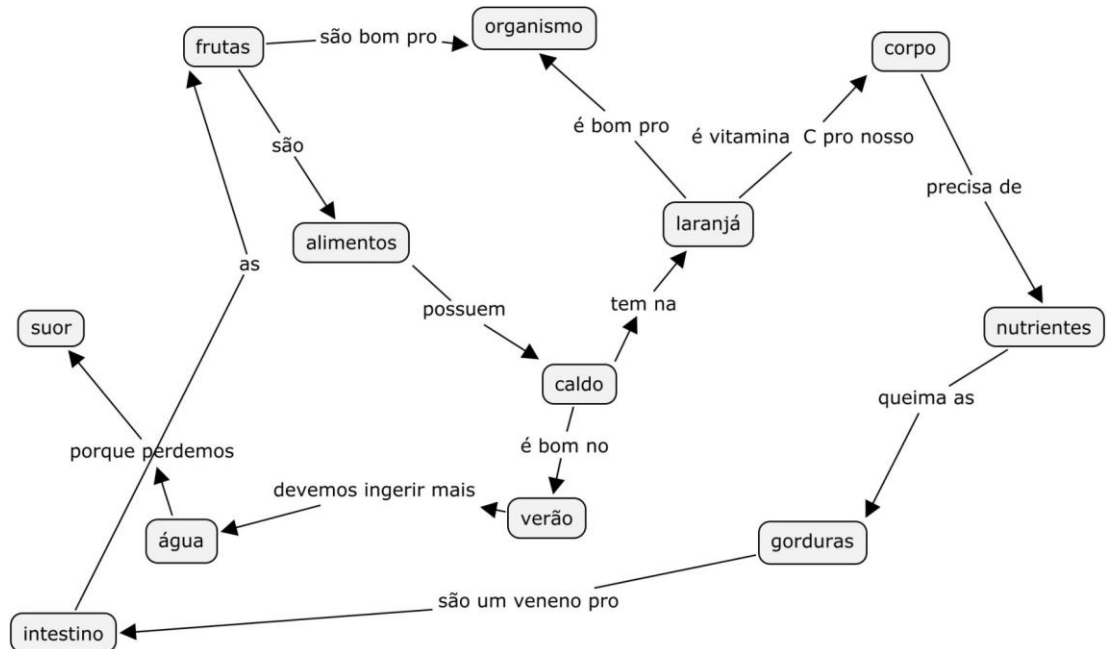 frutas
são bom pro
organismo
corpo
são
é bom pro
é vitamina  C pro nosso
precisa de
alimentos
laranjá
as
possuem
tem na
suor
nutrientes
caldo
queima as
porque perdemos
é bom no
devemos ingerir mais
verão
água
gorduras
são um veneno pro
intestino